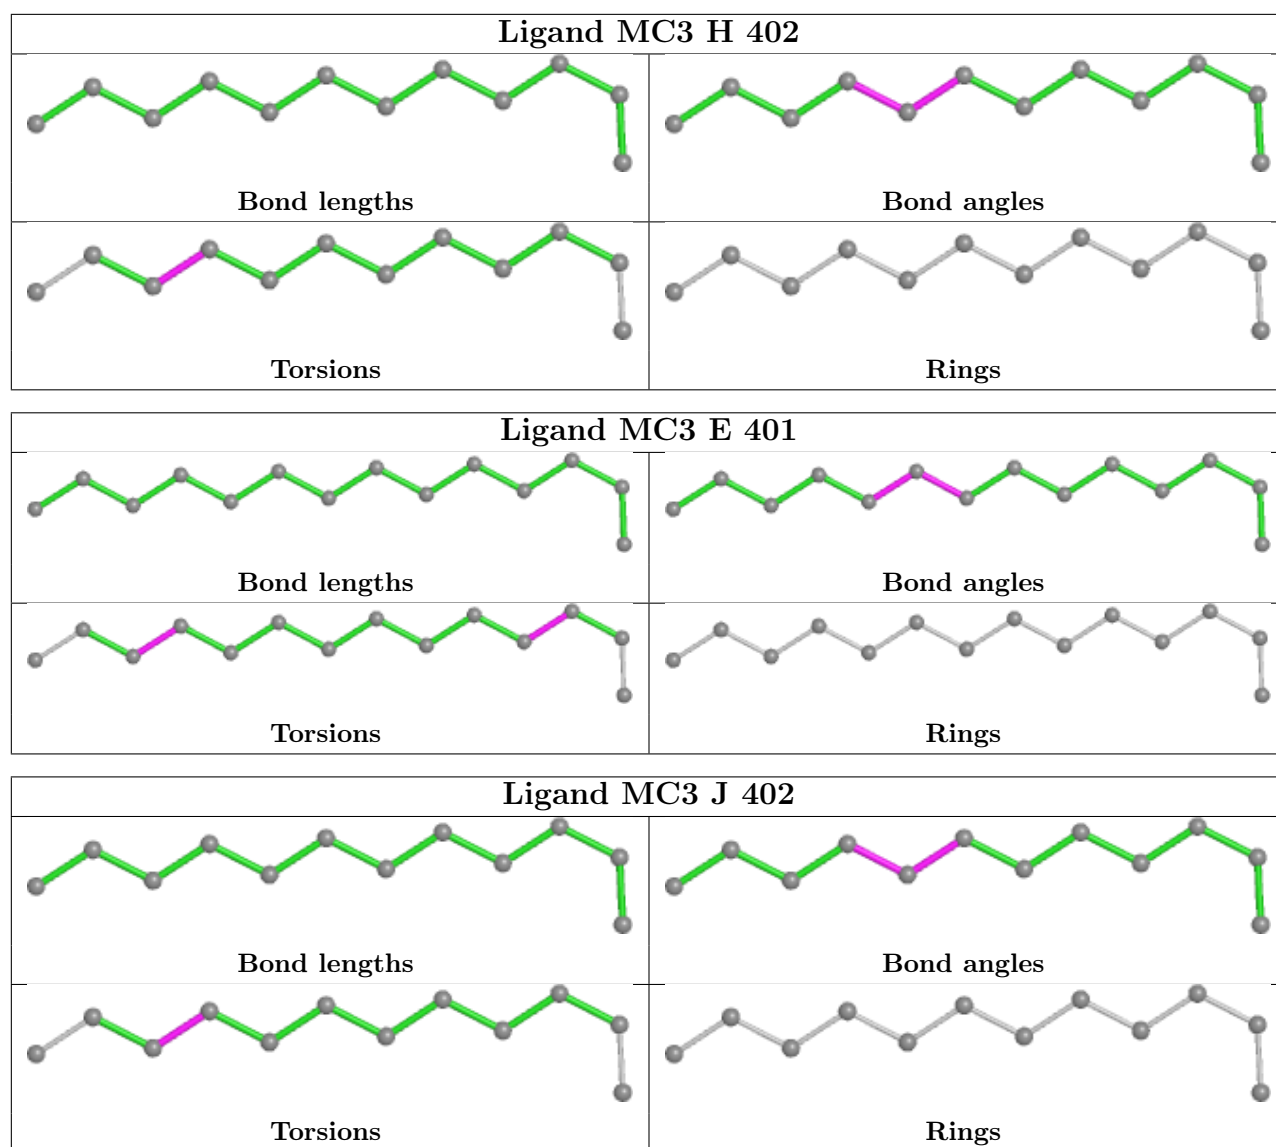 Ligand MC3 H 402
Bond lengths
Bond angles
Torsions
Rings
Ligand MC3 E 401
Bond lengths
Bond angles
Torsions
Rings
Ligand MC3 J 402
Bond lengths
Bond angles
Torsions
Rings